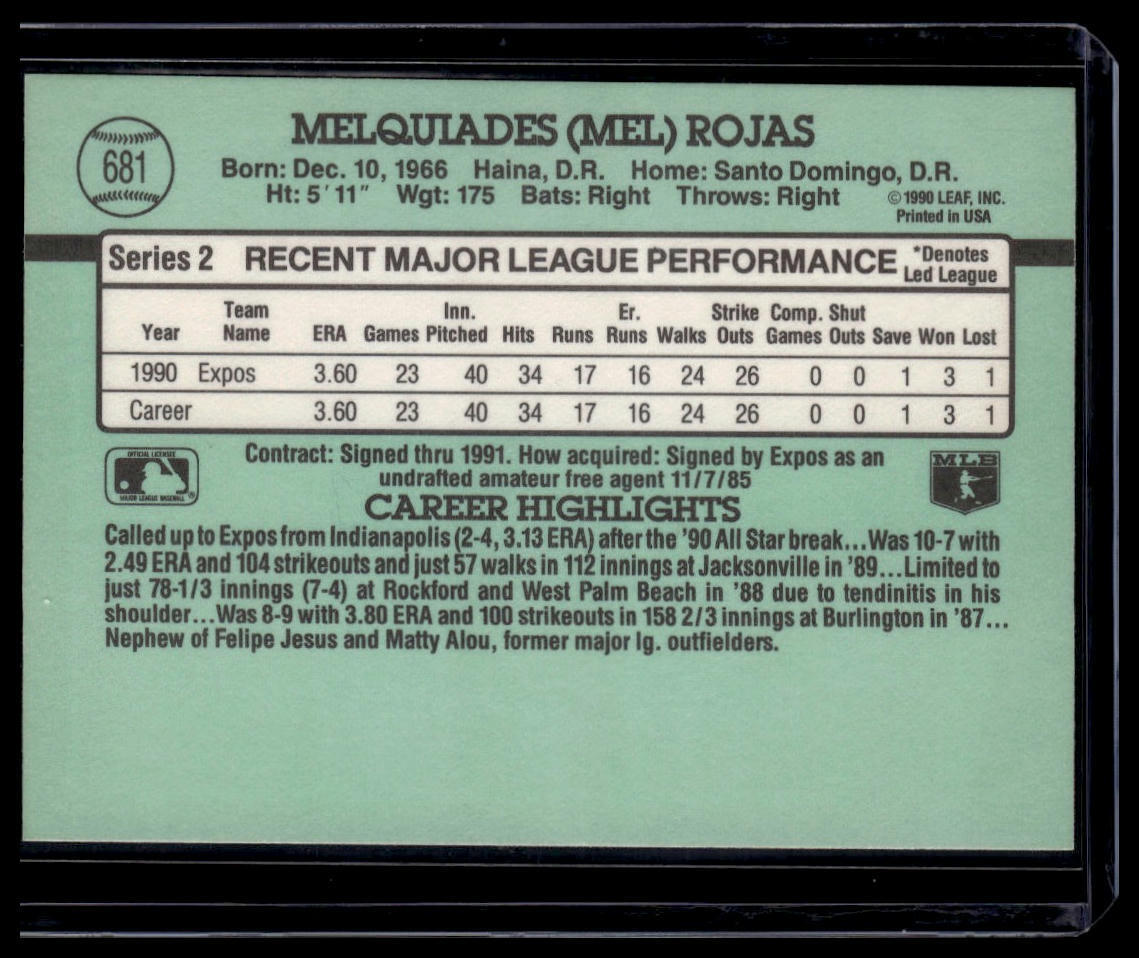 681
MELQUIADES (MEL) ROJAS
Born: Dec. 10, 1966 Haina, D.R. Home: Santo Domingo, D.R.
Ht: 5'11" Wgt: 175 Bats: Right Throws: Right
©1990 LEAF, INC.
Printed in USA
Series 2 RECENT MAJOR LEAGUE PERFORMANCE *Denotes Led League
Year Team Name ERA Games Inn. Pitched Hits Runs Er. Runs Walks Strike Outs Comp. Games Shut Outs Save Won Lost
1990 Expos 3.60 23 40 34 17 16 24 26 0 0 1 3 1
Career 3.60 23 40 34 17 16 24 26 0 0 1 3 1
OFFICIAL LICENSEE
MAJOR LEAGUE BASEBALL ®
Contract: Signed thru 1991. How acquired: Signed by Expos as an
undrafted amateur free agent 11/7/85
MLB
CAREER HIGHLIGHTS
Called up to Expos from Indianapolis (2-4, 3.13 ERA) after the '90 All Star break...Was 10-7 with
2.49 ERA and 104 strikeouts and just 57 walks in 112 innings at Jacksonville in '89...Limited to
just 78-1/3 innings (7-4) at Rockford and West Palm Beach in '88 due to tendinitis in his
shoulder...Was 8-9 with 3.80 ERA and 100 strikeouts in 158 2/3 innings at Burlington in '87...
Nephew of Felipe Jesus and Matty Alou, former major lg. outfielders.